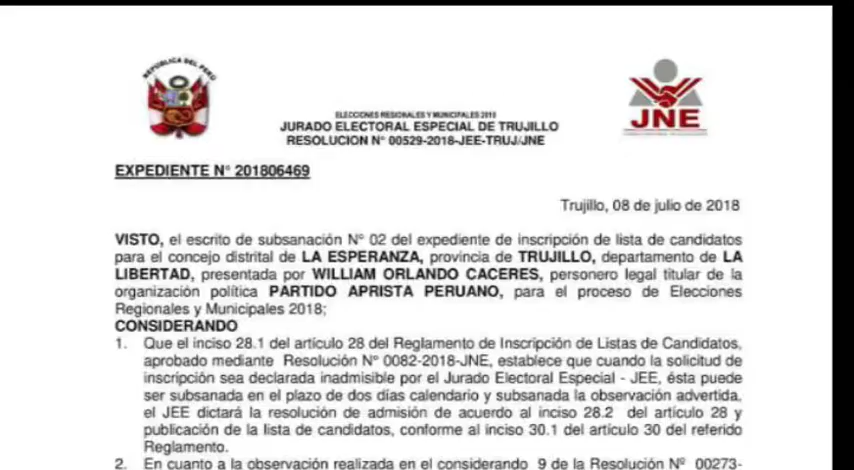 REPÚBLICA DEL PERÚ
JNE
ELECCIONES REGIONALES Y MUNICIPALES 2018
JURADO ELECTORAL ESPECIAL DE TRUJILLO
RESOLUCION N° 00529-2018-JEE-TRUJ/JNE
EXPEDIENTE N° 201806469
Trujillo, 08 de julio de 2018
VISTO, el escrito de subsanación N° 02 del expediente de inscripción de lista de candidatos
para el concejo distrital de LA ESPERANZA, provincia de TRUJILLO, departamento de LA
LIBERTAD, presentada por WILLIAM ORLANDO CACERES, personero legal titular de la
organización política PARTIDO APRISTA PERUANO, para el proceso de Elecciones
Regionales y Municipales 2018;
CONSIDERANDO
1. Que el inciso 28.1 del artículo 28 del Reglamento de Inscripción de Listas de Candidatos,
aprobado mediante Resolución N° 0082-2018-JNE, establece que cuando la solicitud de
inscripción sea declarada inadmisible por el Jurado Electoral Especial - JEE, ésta puede
ser subsanada en el plazo de dos días calendario y subsanada la observación advertida,
el JEE dictará la resolución de admisión de acuerdo al inciso 28.2 del artículo 28 y
publicación de la lista de candidatos, conforme al inciso 30.1 del artículo 30 del referido
Reglamento.
2. En cuanto a la observación realizada en el considerando 9 de la Resolución N° 00273-